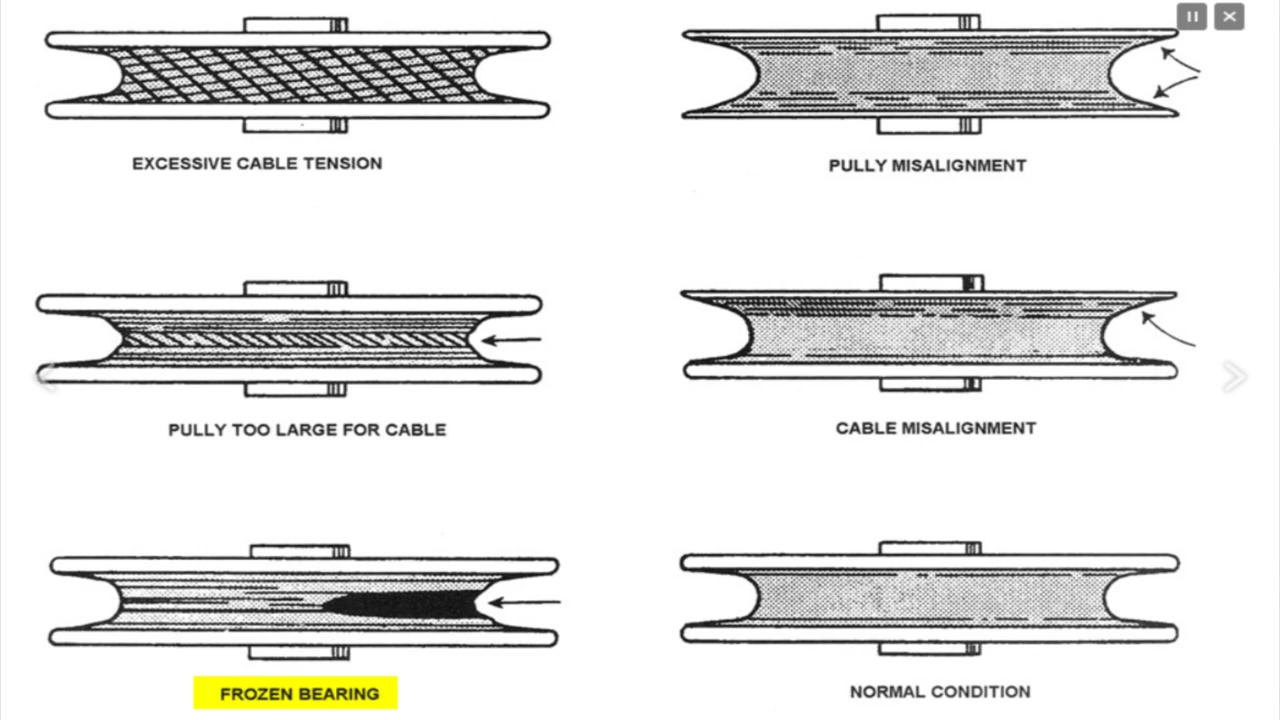 EXCESSIVE CABLE TENSION
PULLY MISALIGNMENT
PULLY TOO LARGE FOR CABLE
CABLE MISALIGNMENT
FROZEN BEARING
NORMAL CONDITION